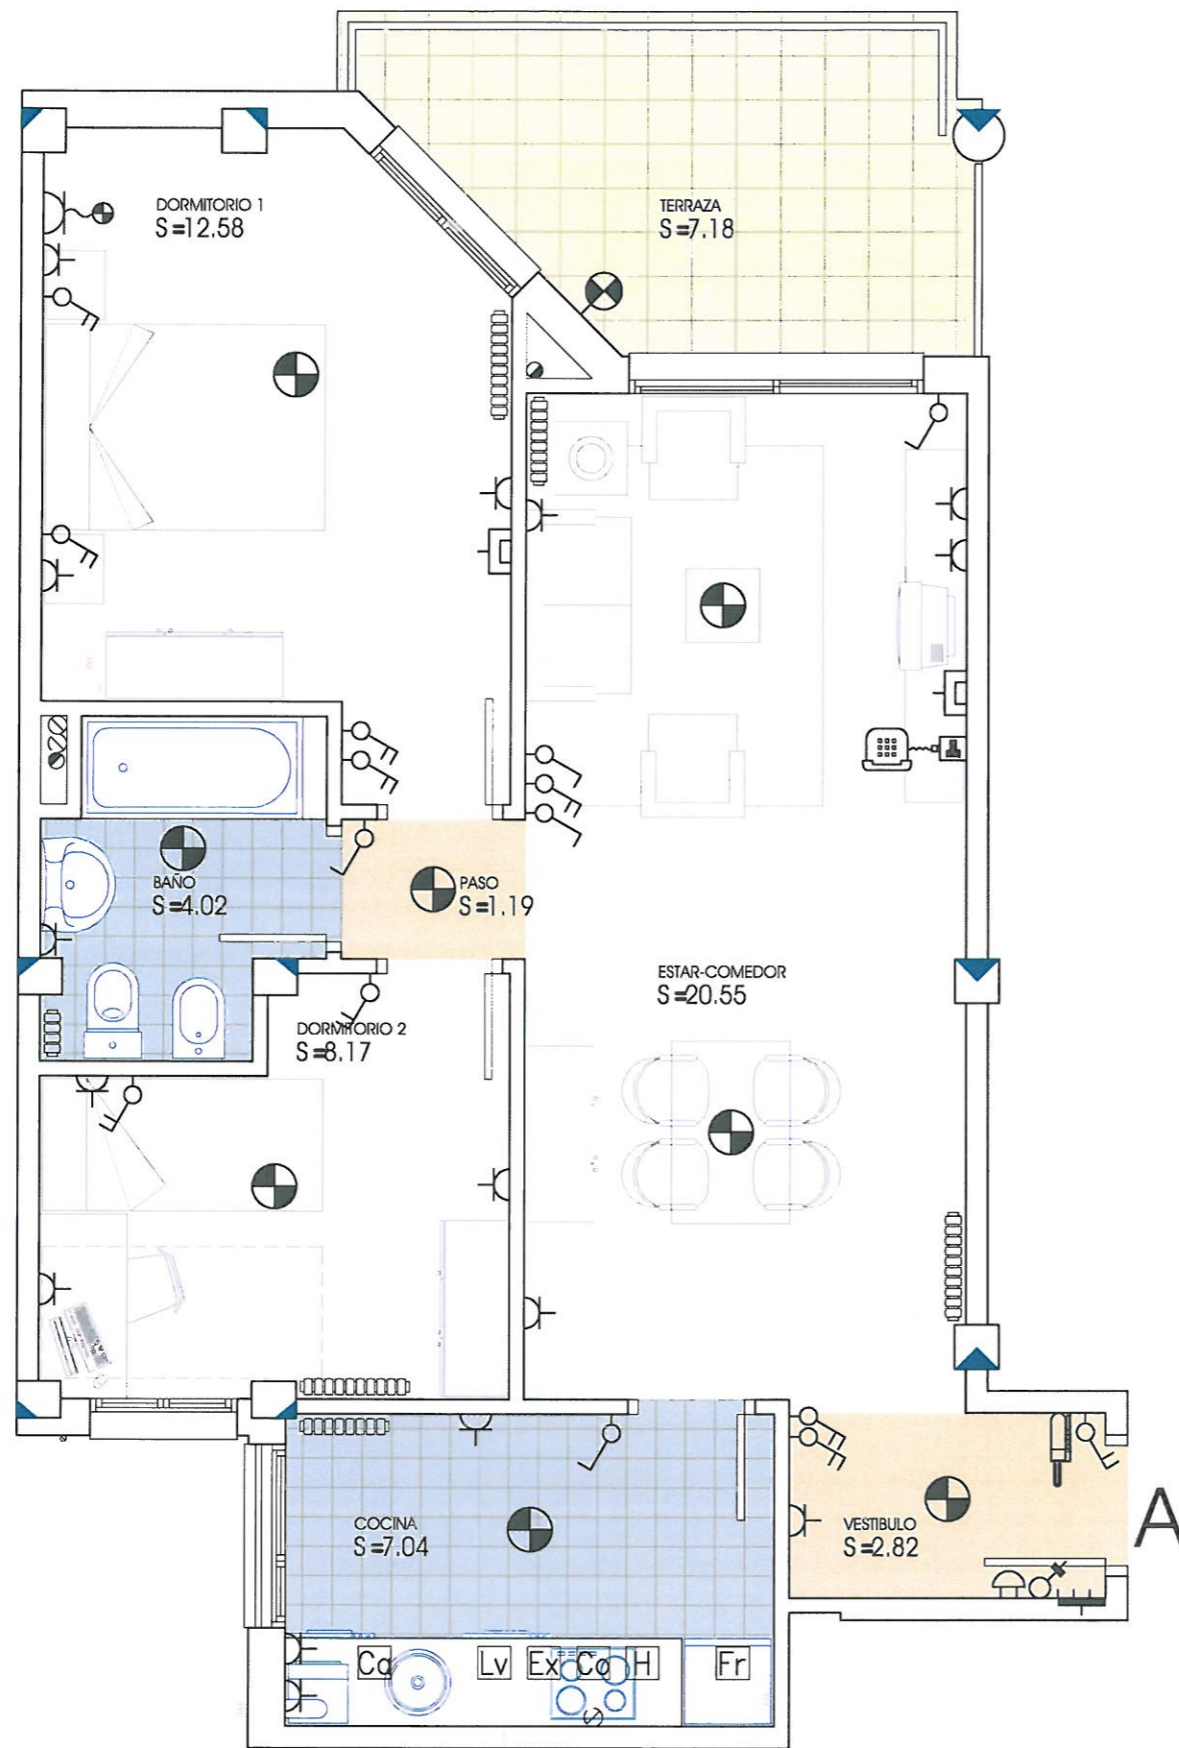 DORMITORIO 1
S=12.58
TERRAZA
S=7.18
BAÑO
S=4.02
PASO
S=1.19
ESTAR-COMEDOR
S=20.55
DORMITORIO 2
S=8.17
COCINA
S=7.04
VESTIBULO
S=2.82
A
Ca Lv Ex Co H Fr